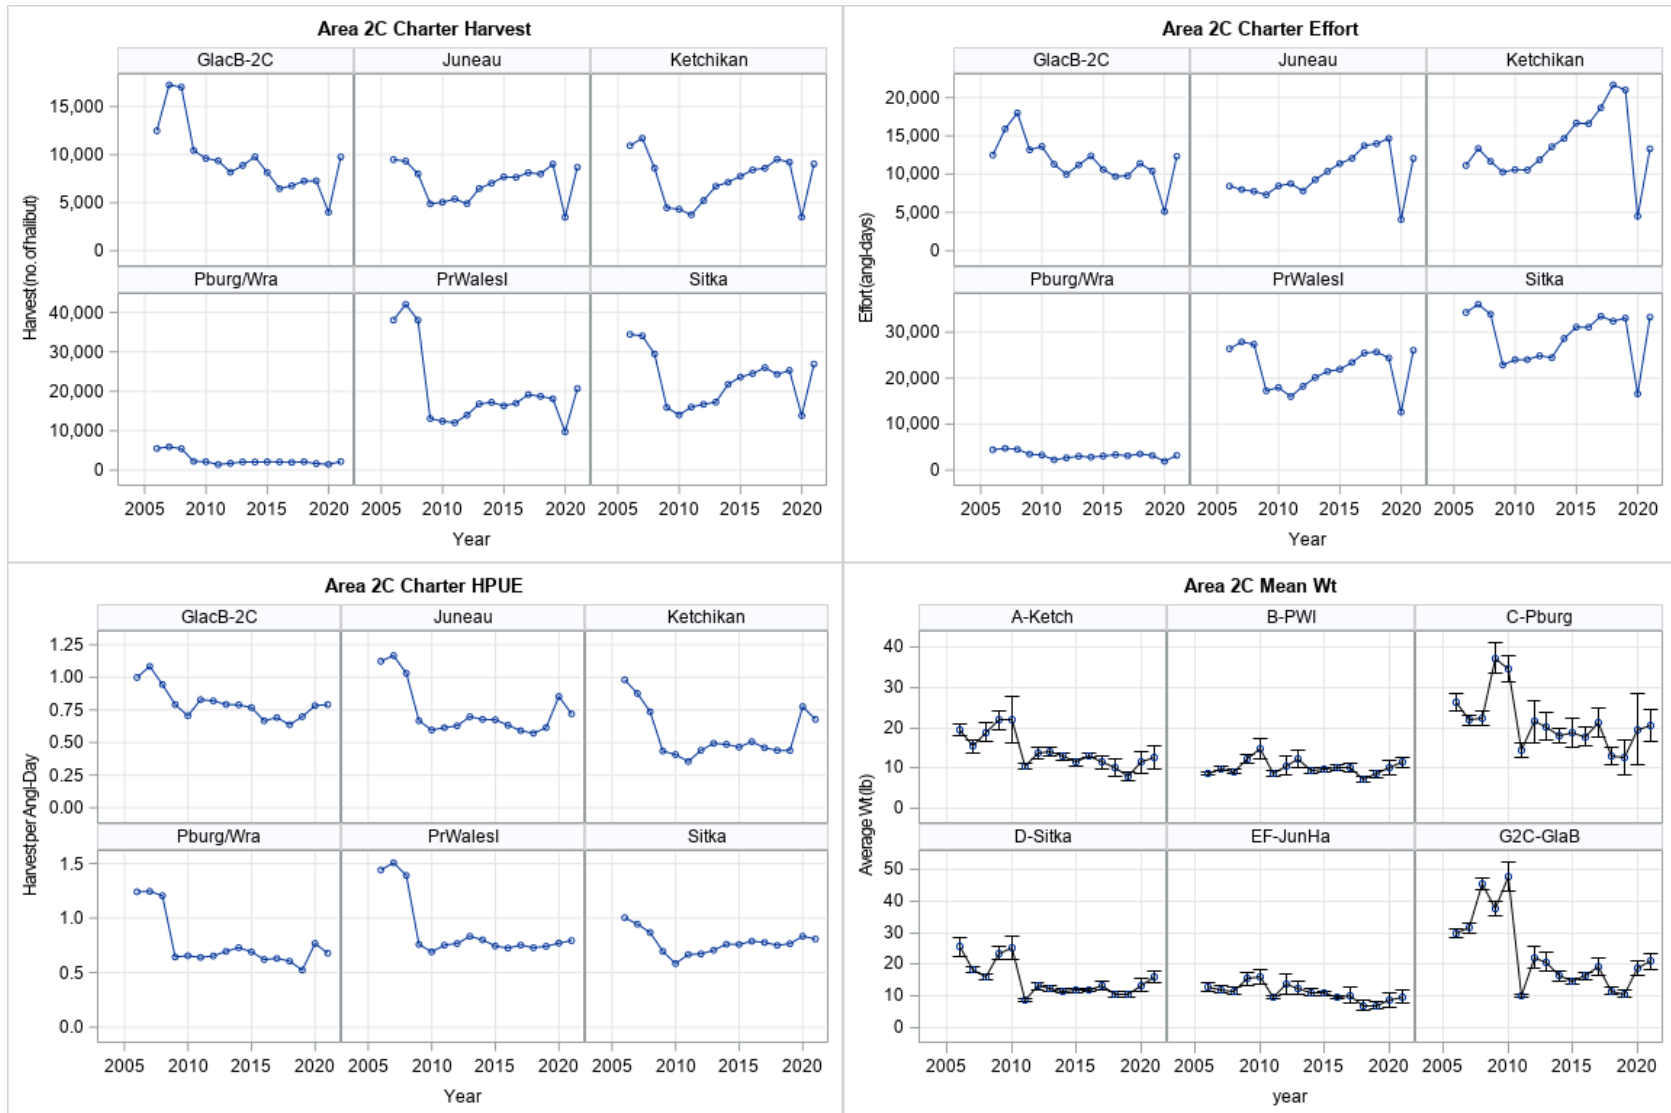 Area 2C Charter Harvest
GlacB-2C Juneau Ketchikan
15,000
10,000
5,000
0
Pburg/Wra PrWalesI Sitka
40,000
30,000
20,000
10,000
0
Harvest (no. of halibut)
2005 2010 2015 2020 2005 2010 2015 2020 2005 2010 2015 2020
Year
Area 2C Charter Effort
GlacB-2C Juneau Ketchikan
20,000
15,000
10,000
5,000
0
Pburg/Wra PrWalesI Sitka
30,000
20,000
10,000
0
Effort (angl-days)
2005 2010 2015 2020 2005 2010 2015 2020 2005 2010 2015 2020
Year
Area 2C Charter HPUE
GlacB-2C Juneau Ketchikan
1.25
1.00
0.75
0.50
0.25
0.00
Pburg/Wra PrWalesI Sitka
1.5
1.0
0.5
0.0
Harvest per Angl-Day
2005 2010 2015 2020 2005 2010 2015 2020 2005 2010 2015 2020
Year
Area 2C Mean Wt
A-Ketch B-PWI C-Pburg
40
30
20
10
0
D-Sitka EF-JunHa G2C-GlaB
50
40
30
20
10
0
Average Wt (lb)
2005 2010 2015 2020 2005 2010 2015 2020 2005 2010 2015 2020
year